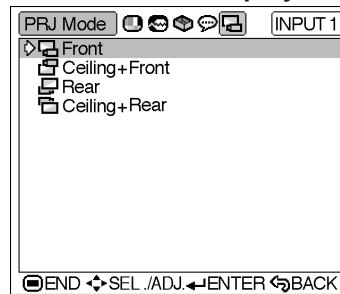 PRJ Mode INPUT 1
Front
Ceiling+Front
Rear
Ceiling+Rear
END SEL./ADJ. ENTER BACK